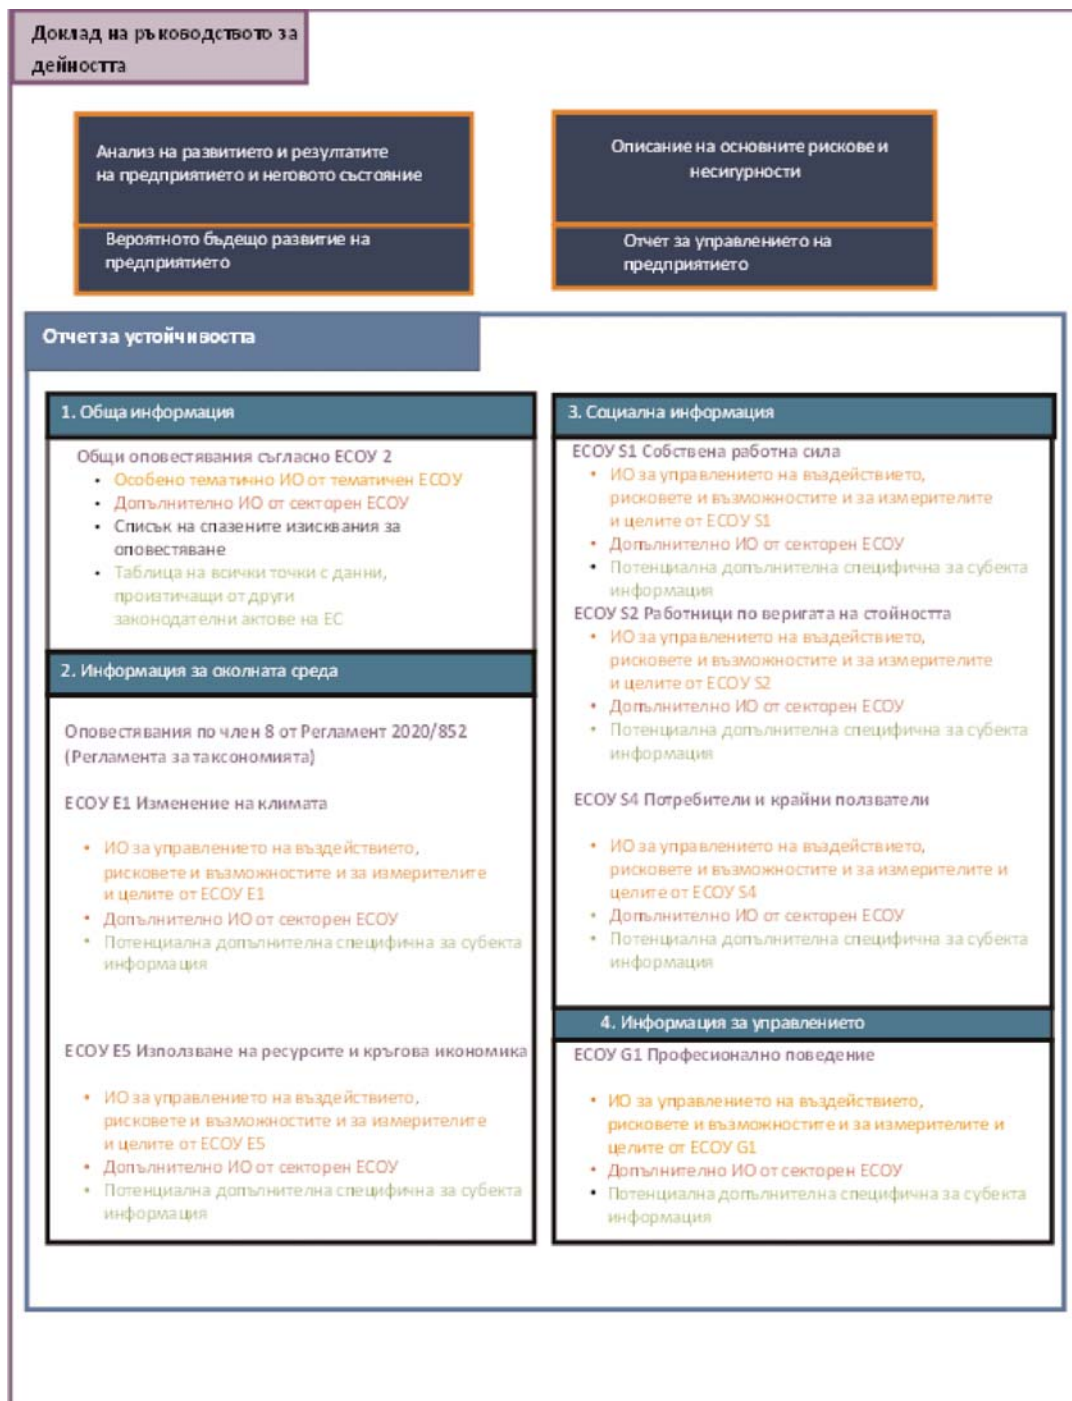 Доклад на ръководството за
дейността
Анализ на развитието и резултатите
на предприятието и неговото състояние
Описание на основните рискове и
несигурности
Вероятното бъдещо развитие на
предприятието
Отчет за управлението на
предприятието
Отчет за устойчивостта
1. Обща информация
Общи оповестявания съгласно ЕСОУ 2
• Особено тематично ИО от тематичен ЕСОУ
• Допълнително ИО от секторен ЕСОУ
• Списък на спазените изисквания за
оповестяване
• Таблица на всички точки с данни,
произтичащи от други
законодателни актове на ЕС
2. Информация за околната среда
Оповестявания по член 8 от Регламент 2020/852
(Регламента за таксономията)
ЕСОУ E1 Изменение на климата
• ИО за управлението на въздействието,
рисковете и възможностите и за измерителите
и целите от ЕСОУ E1
• Допълнително ИО от секторен ЕСОУ
• Потенциална допълнителна специфична за субекта
информация
ЕСОУ E5 Използване на ресурсите и кръгова икономика
• ИО за управлението на въздействието,
рисковете и възможностите и за измерителите
и целите от ЕСОУ E5
• Допълнително ИО от секторен ЕСОУ
• Потенциална допълнителна специфична за субекта
информация
3. Социална информация
ЕСОУ S1 Собствена работна сила
• ИО за управлението на въздействието,
рисковете и възможностите и за измерителите
и целите от ЕСОУ S1
• Допълнително ИО от секторен ЕСОУ
• Потенциална допълнителна специфична за субекта
информация
ЕСОУ S2 Работници по веригата на стойността
• ИО за управлението на въздействието,
рисковете и възможностите и за измерителите
и целите от ЕСОУ S2
• Допълнително ИО от секторен ЕСОУ
• Потенциална допълнителна специфична за субекта
информация
ЕСОУ S4 Потребители и крайни ползватели
• ИО за управлението на въздействието,
рисковете и възможностите и за измерителите и
целите от ЕСОУ S4
• Допълнително ИО от секторен ЕСОУ
• Потенциална допълнителна специфична за субекта
информация
4. Информация за управлението
ЕСОУ G1 Професионално поведение
• ИО за управлението на въздействието,
рисковете и възможностите и за измерителите и
целите от ЕСОУ G1
• Допълнително ИО от секторен ЕСОУ
• Потенциална допълнителна специфична за субекта
информация